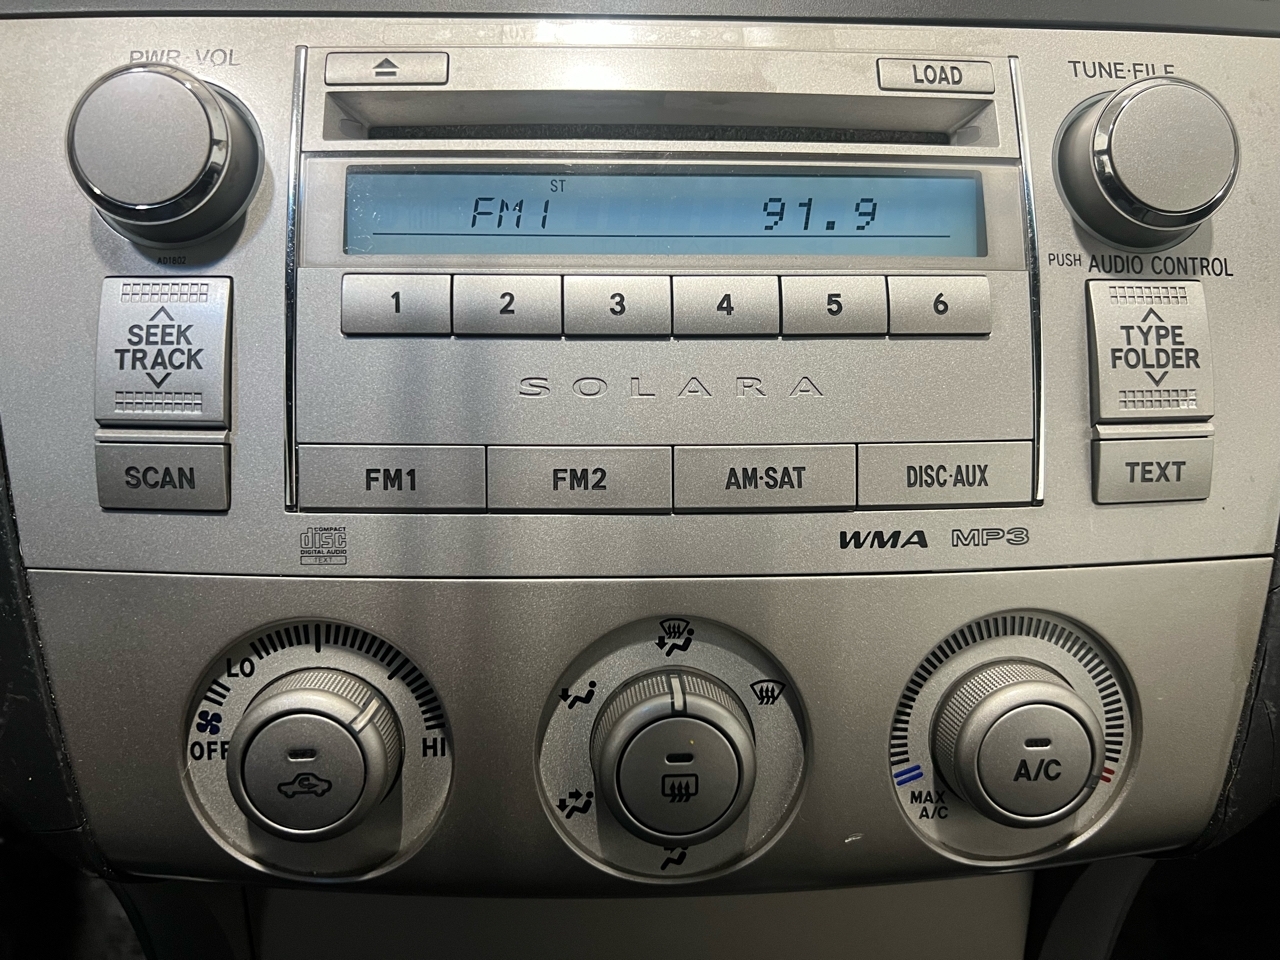 PWR·VOL
LOAD
TUNE·FILE
ST
FM1 91.9
AD1802
PUSH AUDIO CONTROL
1 2 3 4 5 6
SEEK
TRACK
TYPE
FOLDER
SOLARA
SCAN
FM1 FM2 AM·SAT DISC·AUX
TEXT
COMPACT
disc
DIGITAL AUDIO
TEXT
WMA MP3
LO
OFF
HI
A/C
MAX
A/C